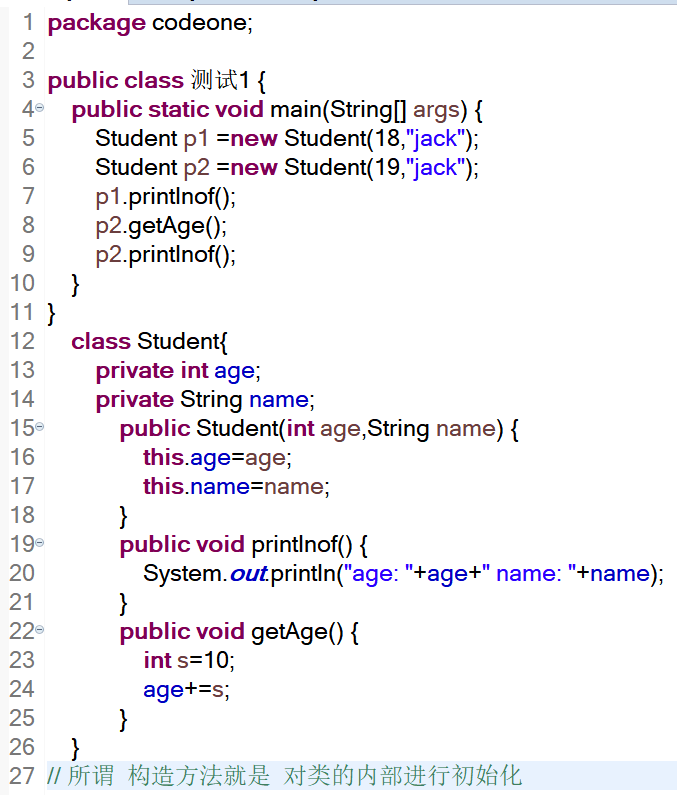 1 package codeone;
2
3 public class 测试1 {
4 public static void main(String[] args) {
5 Student p1 =new Student(18,"jack");
6 Student p2 =new Student(19,"jack");
7 p1.printlnof();
8 p2.getAge();
9 p2.printlnof();
10 }
11 }
12 class Student{
13 private int age;
14 private String name;
15 public Student(int age,String name) {
16 this.age=age;
17 this.name=name;
18 }
19 public void printlnof() {
20 System.out.println("age: "+age+" name: "+name);
21 }
22 public void getAge() {
23 int s=10;
24 age+=s;
25 }
26 }
27 // 所谓 构造方法就是 对类的内部进行初始化